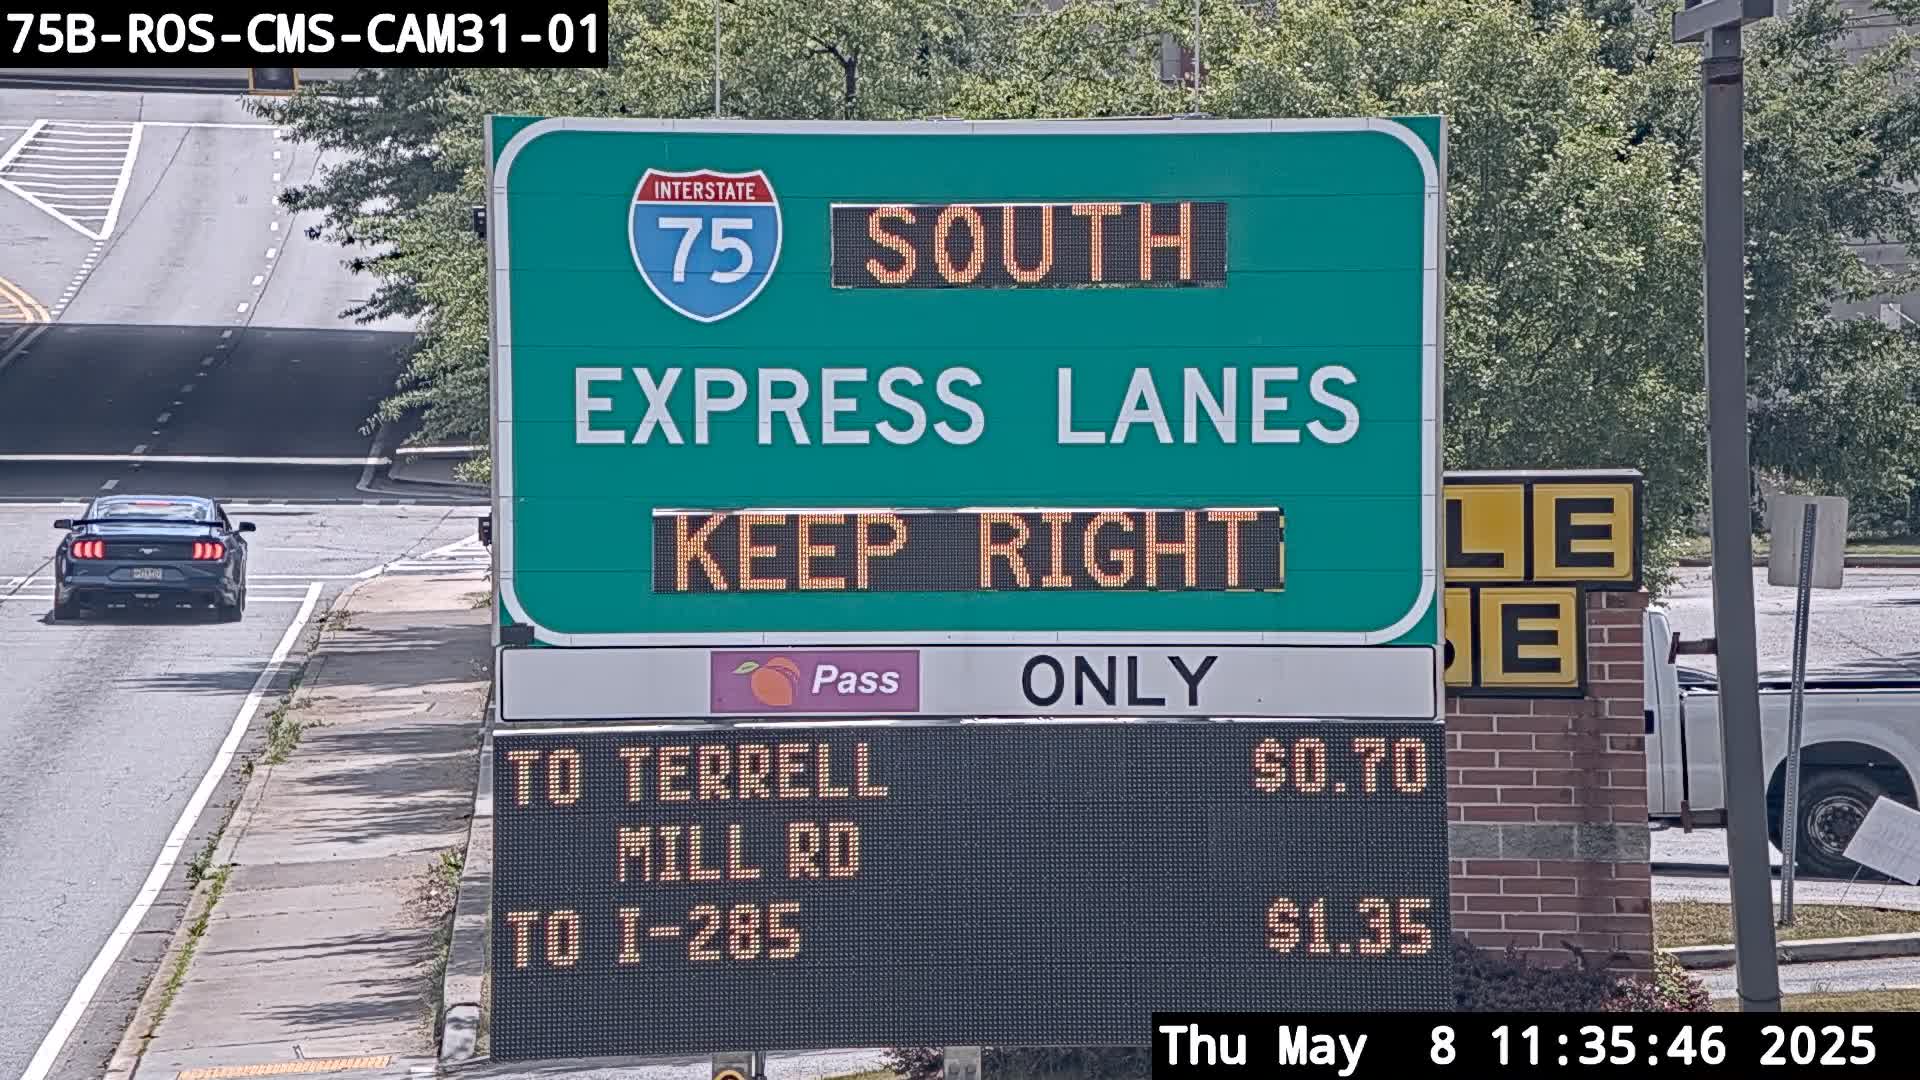 75B-ROS-CMS-CAM31-01
INTERSTATE
75
SOUTH
EXPRESS LANES
KEEP RIGHT
Pass ONLY
TO TERRELL $0.70
MILL RD
TO I-285 $1.35
LE
E
Thu May 8 11:35:46 2025